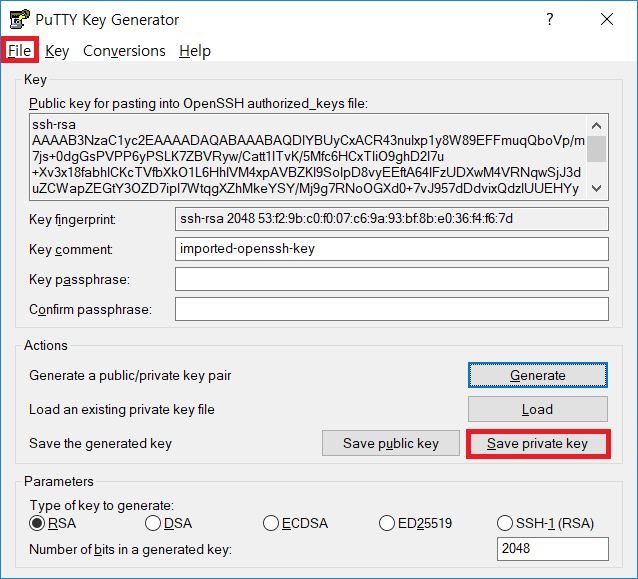 PuTTY Key Generator
File Key Conversions Help
Key
Public key for pasting into OpenSSH authorized_keys file:
ssh-rsa
AAAAB3NzaC1yc2EAAAADAQABAAABAQDIYBUyCxACR43nulxp1y8W89EFFmuqQboVp/m
7js+0dgGsPVPP6yPSLK7ZBVRyw/Catt1ITvK/5Mfc6HCxTIiO9ghD2l7u
+Xv3x18fabhlCKcTVfbXkO1L6HhlVM4xpAVBZKl9SolpD8vyEEftA64lFzUDXwM4VRNqwSjJ3d
uZCWapZEGtY3OZD7ipI7WtqgXZhMkeYSY/Mj9g7RNoOGXd0+7vJ957dDdvixQdzlUUEHYy
Key fingerprint: ssh-rsa 2048 53:f2:9b:c0:f0:07:c6:9a:93:bf:8b:e0:36:f4:f6:7d
Key comment: imported-openssh-key
Key passphrase:
Confirm passphrase:
Actions
Generate a public/private key pair Generate
Load an existing private key file Load
Save the generated key Save public key Save private key
Parameters
Type of key to generate:
RSA DSA ECDSA ED25519 SSH-1 (RSA)
Number of bits in a generated key: 2048